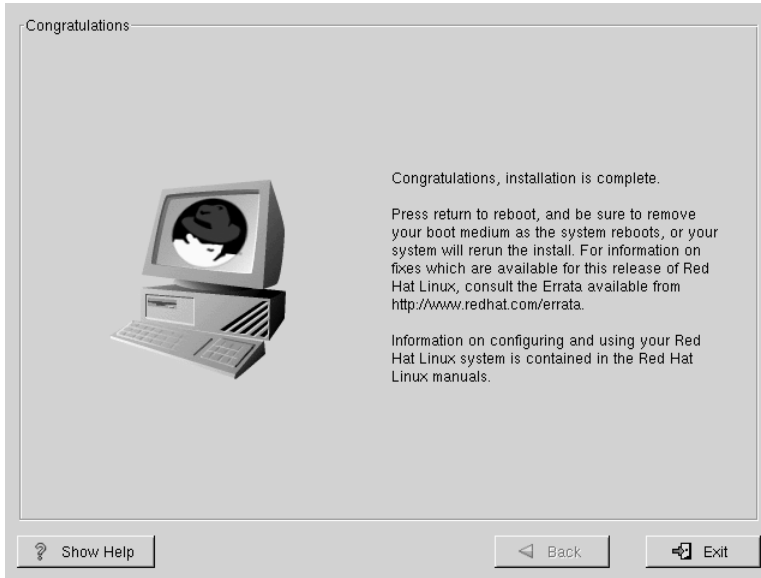 Congratulations
Congratulations, installation is complete.
Press return to reboot, and be sure to remove
your boot medium as the system reboots, or your
system will rerun the install. For information on
fixes which are available for this release of Red
Hat Linux, consult the Errata available from
http://www.redhat.com/errata.
Information on configuring and using your Red
Hat Linux system is contained in the Red Hat
Linux manuals.
Show Help
Back
Exit